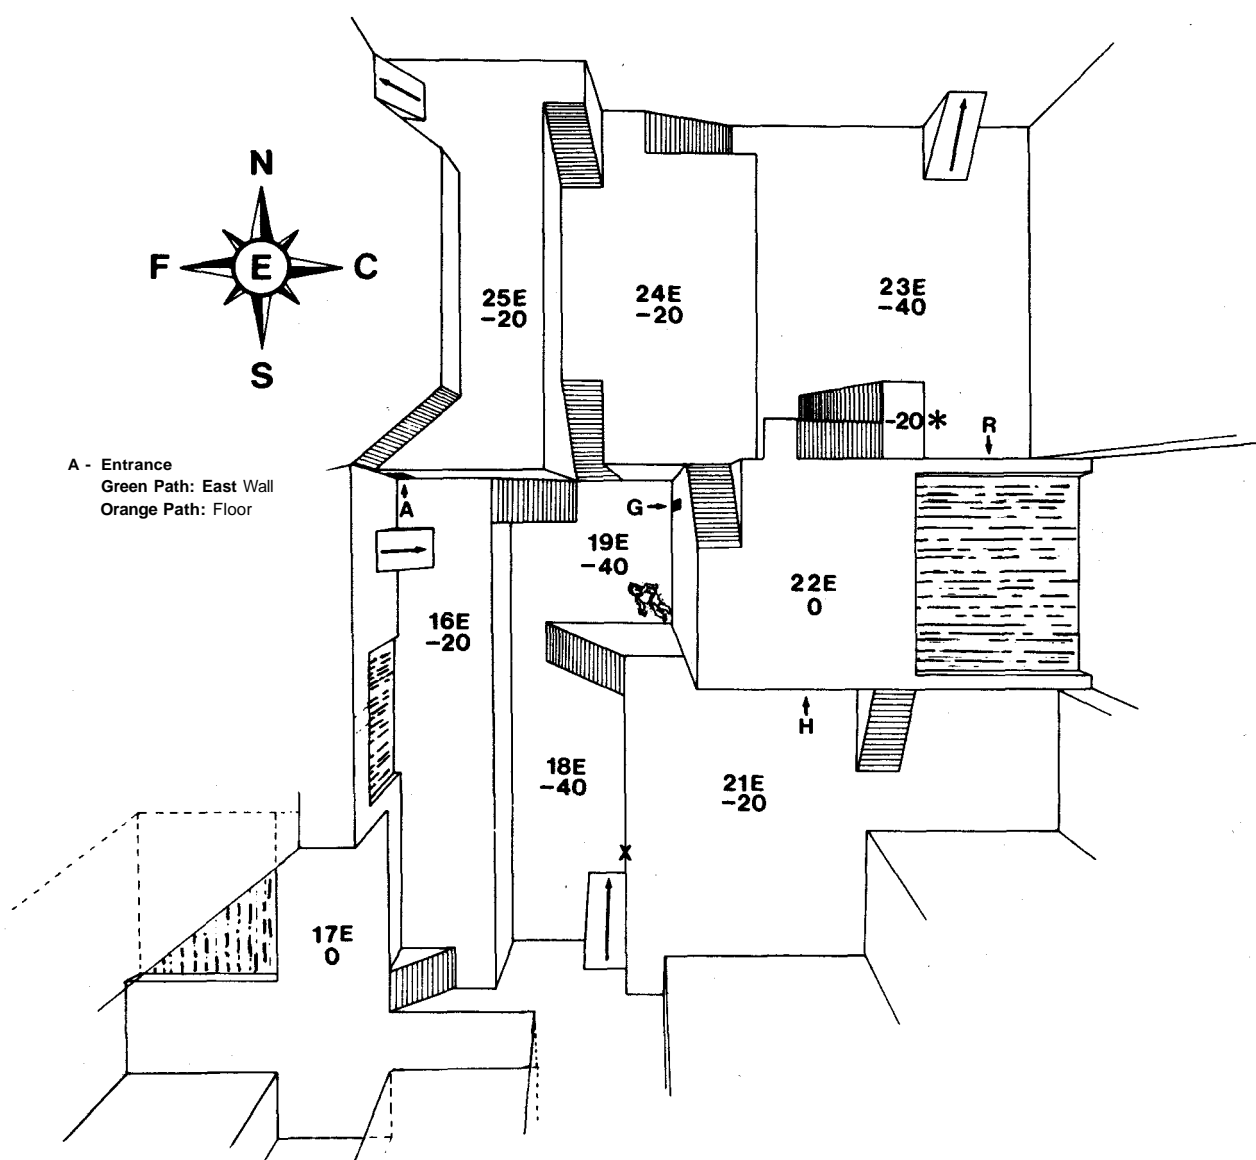 N
F E C
S
A - Entrance
Green Path: East Wall
Orange Path: Floor
25E
-20
24E
-20
23E
-40
-20*
R
A
G
19E
-40
22E
0
16E
-20
H
18E
-40
21E
-20
X
17E
0